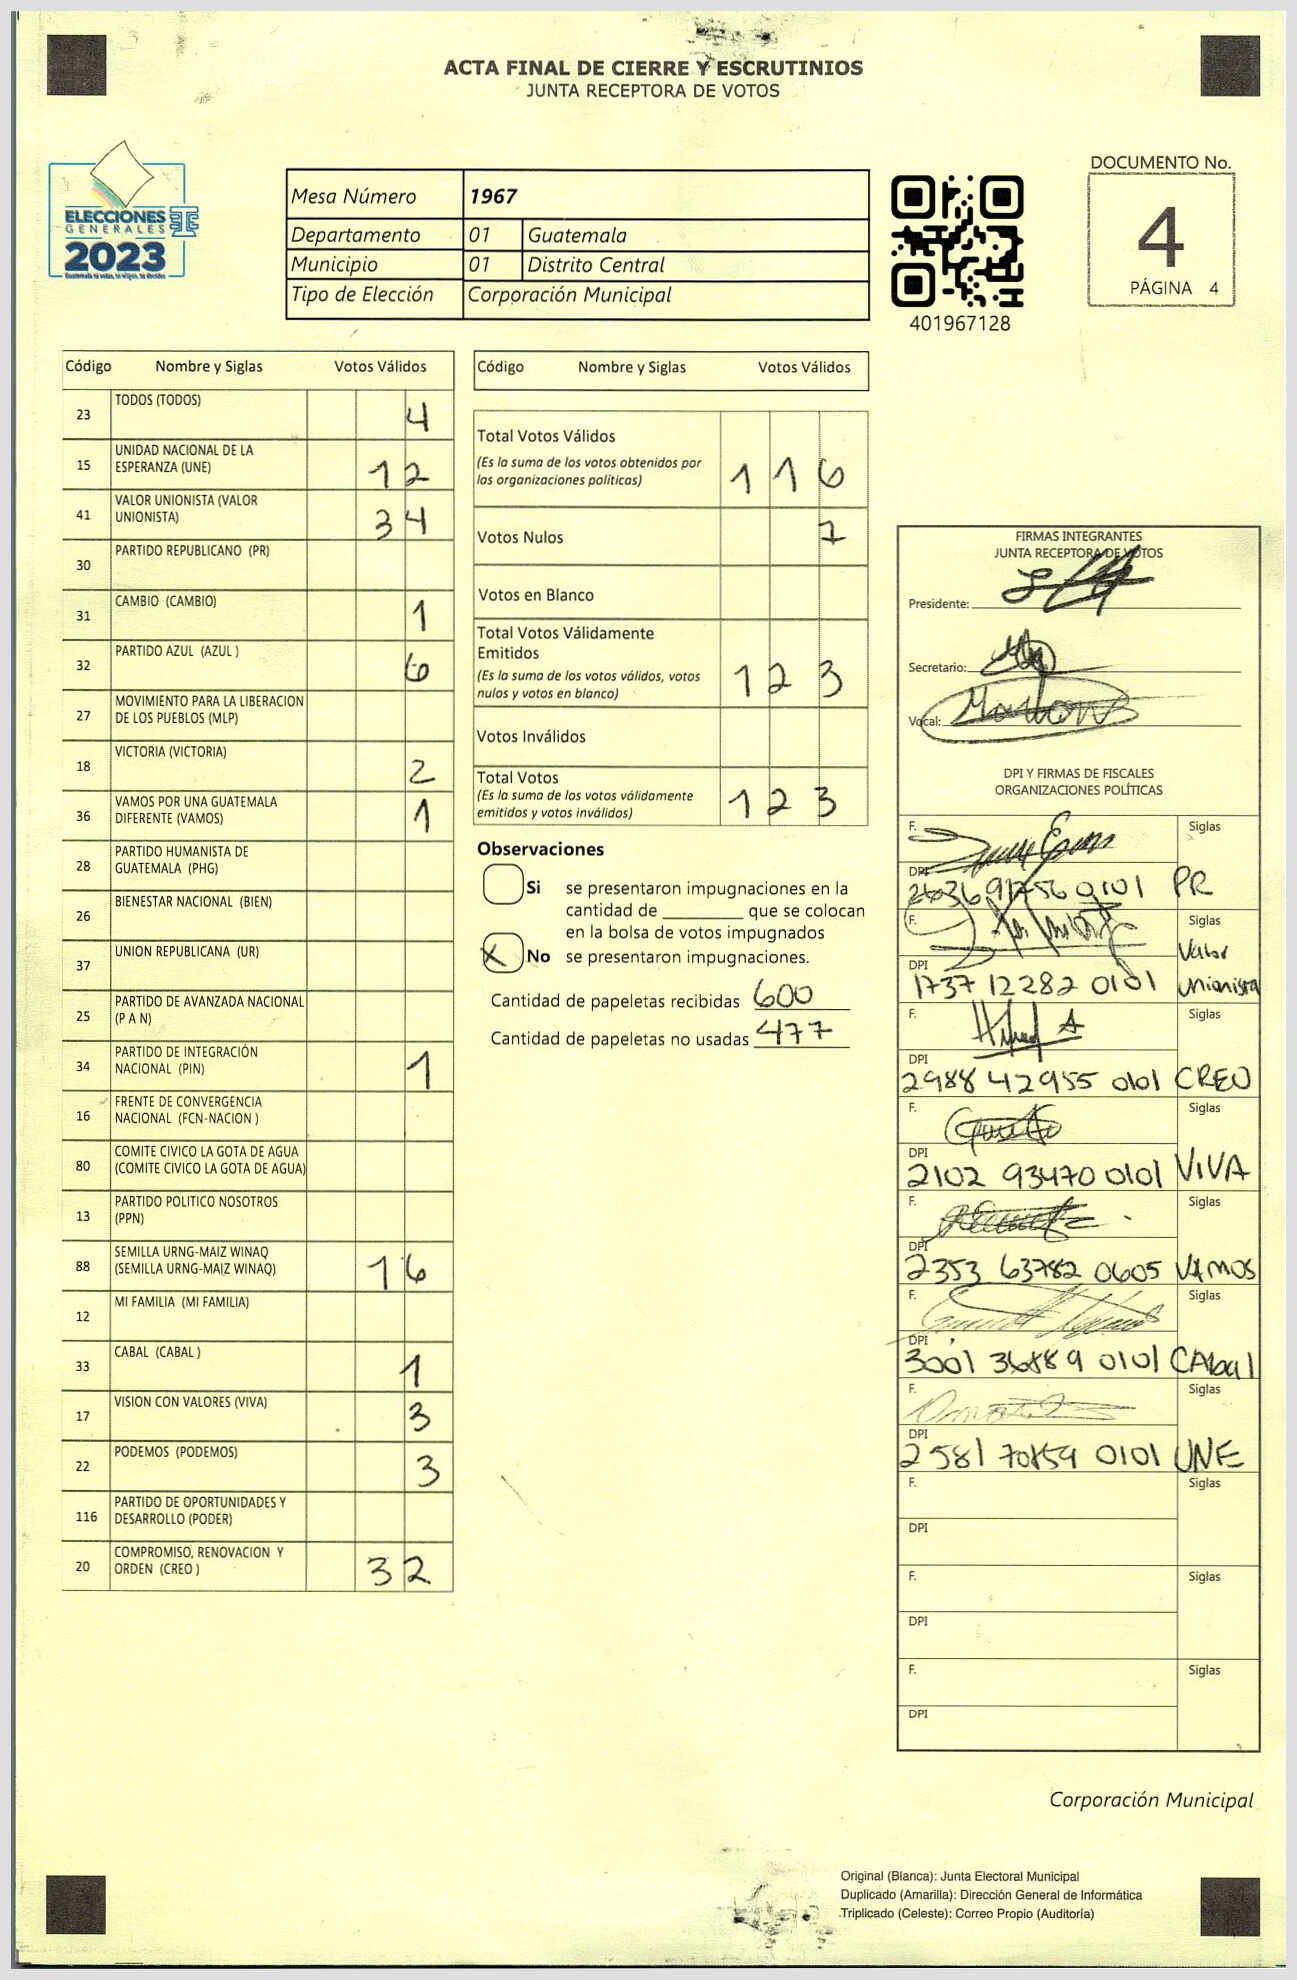 ACTA FINAL DE CIERRE Y ESCRUTINIOS
JUNTA RECEPTORA DE VOTOS
ELECCIONES
GENERALES
2023
Mesa Número 1967
Departamento 01 Guatemala
Municipio 01 Distrito Central
Tipo de Elección Corporación Municipal
401967128
DOCUMENTO No.
4
PÁGINA 4
Código Nombre y Siglas Votos Válidos
23 TODOS (TODOS) 4
15 UNIDAD NACIONAL DE LA
ESPERANZA (UNE) 12
41 VALOR UNIONISTA (VALOR
UNIONISTA) 34
30 PARTIDO REPUBLICANO (PR)
31 CAMBIO (CAMBIO) 1
32 PARTIDO AZUL (AZUL ) 6
27 MOVIMIENTO PARA LA LIBERACION
DE LOS PUEBLOS (MLP)
18 VICTORIA (VICTORIA) 2
36 VAMOS POR UNA GUATEMALA
DIFERENTE (VAMOS) 1
28 PARTIDO HUMANISTA DE
GUATEMALA (PHG)
26 BIENESTAR NACIONAL (BIEN)
37 UNION REPUBLICANA (UR)
25 PARTIDO DE AVANZADA NACIONAL
(P A N)
34 PARTIDO DE INTEGRACIÓN
NACIONAL (PIN) 1
16 FRENTE DE CONVERGENCIA
NACIONAL (FCN-NACION )
80 COMITE CIVICO LA GOTA DE AGUA
(COMITE CIVICO LA GOTA DE AGUA)
13 PARTIDO POLITICO NOSOTROS
(PPN)
88 SEMILLA URNG-MAIZ WINAQ
(SEMILLA URNG-MAIZ WINAQ) 16
12 MI FAMILIA (MI FAMILIA)
33 CABAL (CABAL ) 1
17 VISION CON VALORES (VIVA) 3
22 PODEMOS (PODEMOS) 3
116 PARTIDO DE OPORTUNIDADES Y
DESARROLLO (PODER)
20 COMPROMISO, RENOVACION Y
ORDEN (CREO ) 32
Código Nombre y Siglas Votos Válidos
Total Votos Válidos
(Es la suma de los votos obtenidos por
las organizaciones políticas) 116
Votos Nulos 7
Votos en Blanco
Total Votos Válidamente
Emitidos
(Es la suma de los votos válidos, votos
nulos y votos en blanco) 123
Votos Inválidos
Total Votos
(Es la suma de los votos válidamente
emitidos y votos inválidos) 123
Observaciones
Si se presentaron impugnaciones en la
cantidad de ________ que se colocan
en la bolsa de votos impugnados
X No se presentaron impugnaciones.
Cantidad de papeletas recibidas 600
Cantidad de papeletas no usadas 477
FIRMAS INTEGRANTES
JUNTA RECEPTORA DE VOTOS
Presidente:
Secretario:
Vocal:
DPI Y FIRMAS DE FISCALES
ORGANIZACIONES POLÍTICAS
F. Siglas
DPI
0101 PR
F. Siglas
Valor
DPI
1737 12282 0101 Unionista
F. Siglas
DPI
2988 42955 0101 CREO
F. Siglas
DPI
2102 93470 0101 VIVA
F. Siglas
DPI
2353 63782 0605 VAMOS
F. Siglas
DPI
3001 36889 0101 CAbal
F. Siglas
DPI
2581 70859 0101 UNE
F. Siglas
DPI
F. Siglas
DPI
F. Siglas
DPI
Corporación Municipal
Original (Blanca): Junta Electoral Municipal
Duplicado (Amarilla): Dirección General de Informática
Triplicado (Celeste): Correo Propio (Auditoría)